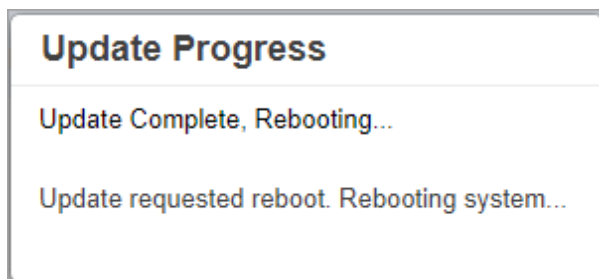 Update Progress
Update Complete, Rebooting...
Update requested reboot. Rebooting system...